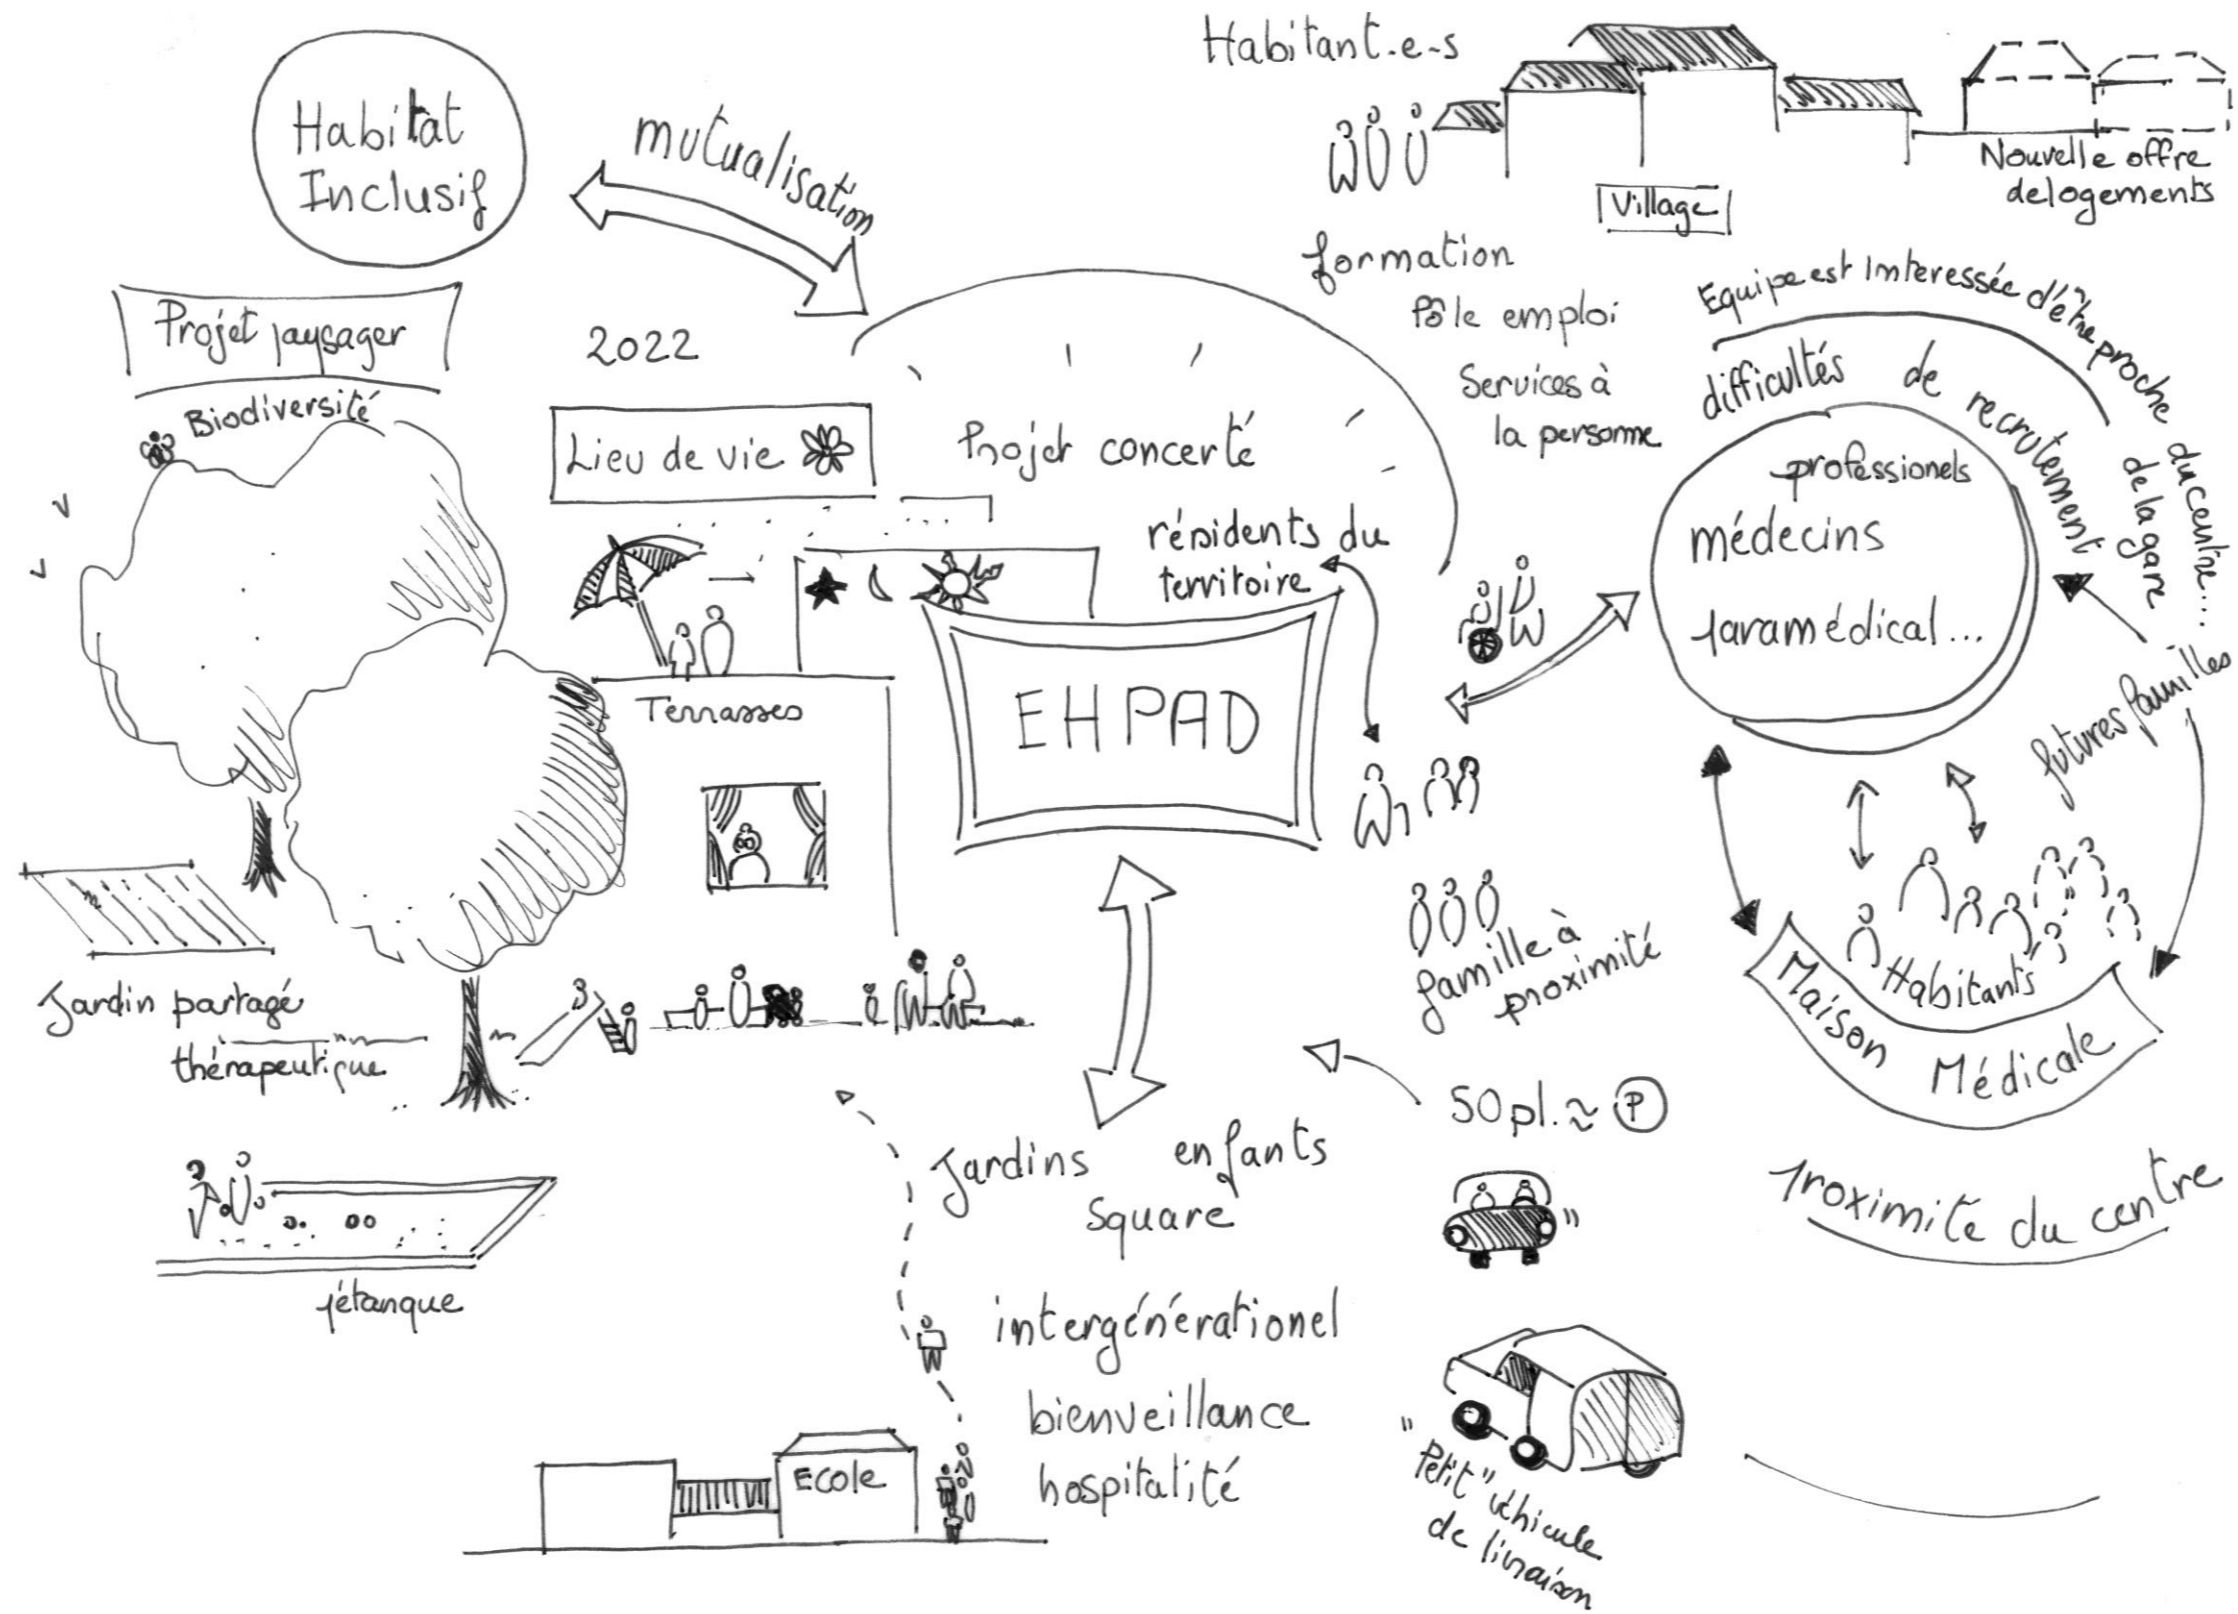 Habitat
Inclusif
mutualisation
Habitant-e-s
Village
Nouvelle offre
de logements
Projet paysager
Biodiversité
2022
Lieu de vie
Projet concerté
formation
Pôle emploi
Services à
la personne
Equipe est Interessée d'être proche du centre...
de la gare
difficultés de recrutement
professionels
médecins
paramédical...
résidents du
territoire
EHPAD
Terrasses
futures familles
famille à
proximité
Habitants
Maison Médicale
Proximité du centre
Jardin partagé
thérapeutique
pétanque
50 pl. ~ P
Jardins enfants
Square
intergénérationel
bienveillance
hospitalité
Ecole
"Petit" véhicule
de livraison